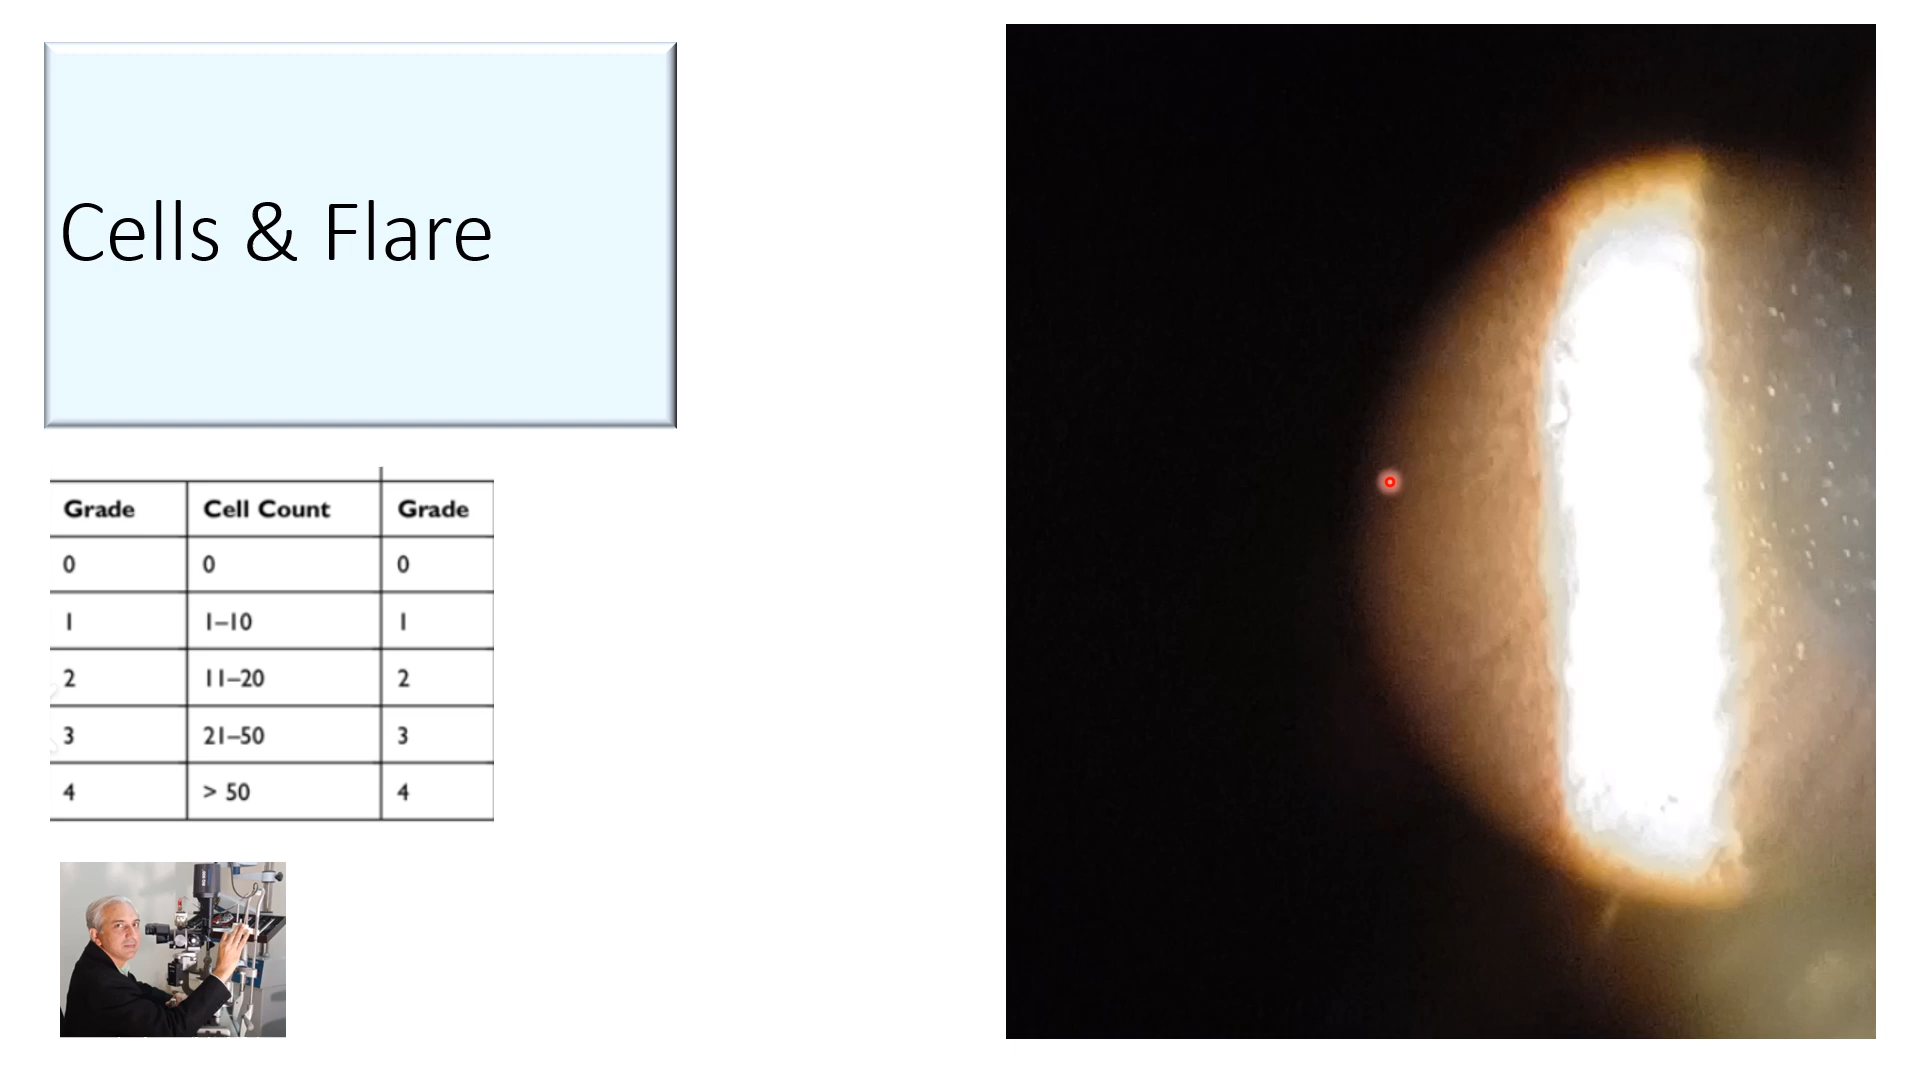 Cells & Flare
Grade Cell Count Grade
0 0 0
1 1–10 1
2 11–20 2
3 21–50 3
4 > 50 4